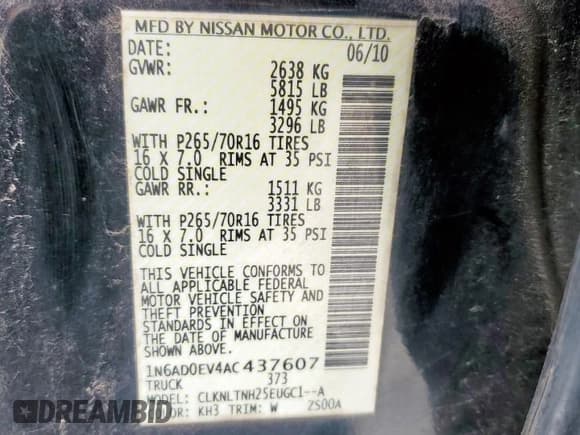 MFD BY NISSAN MOTOR CO., LTD.
DATE: 06/10
GVWR: 2638 KG
5815 LB
GAWR FR.: 1495 KG
3296 LB
WITH P265/70R16 TIRES
16 X 7.0 RIMS AT 35 PSI
COLD SINGLE
GAWR RR.: 1511 KG
3331 LB
WITH P265/70R16 TIRES
16 X 7.0 RIMS AT 35 PSI
COLD SINGLE
THIS VEHICLE CONFORMS TO
ALL APPLICABLE FEDERAL
MOTOR VEHICLE SAFETY AND
THEFT PREVENTION
STANDARDS IN EFFECT ON
THE DATE OF MANUFACTURE
SHOWN ABOVE.
1N6AD0EV4AC437607
TRUCK 373
MODEL: CLKNLTNH25EUGCI--A
OR: KH3 TRIM: W ZS00A
EPICVIN